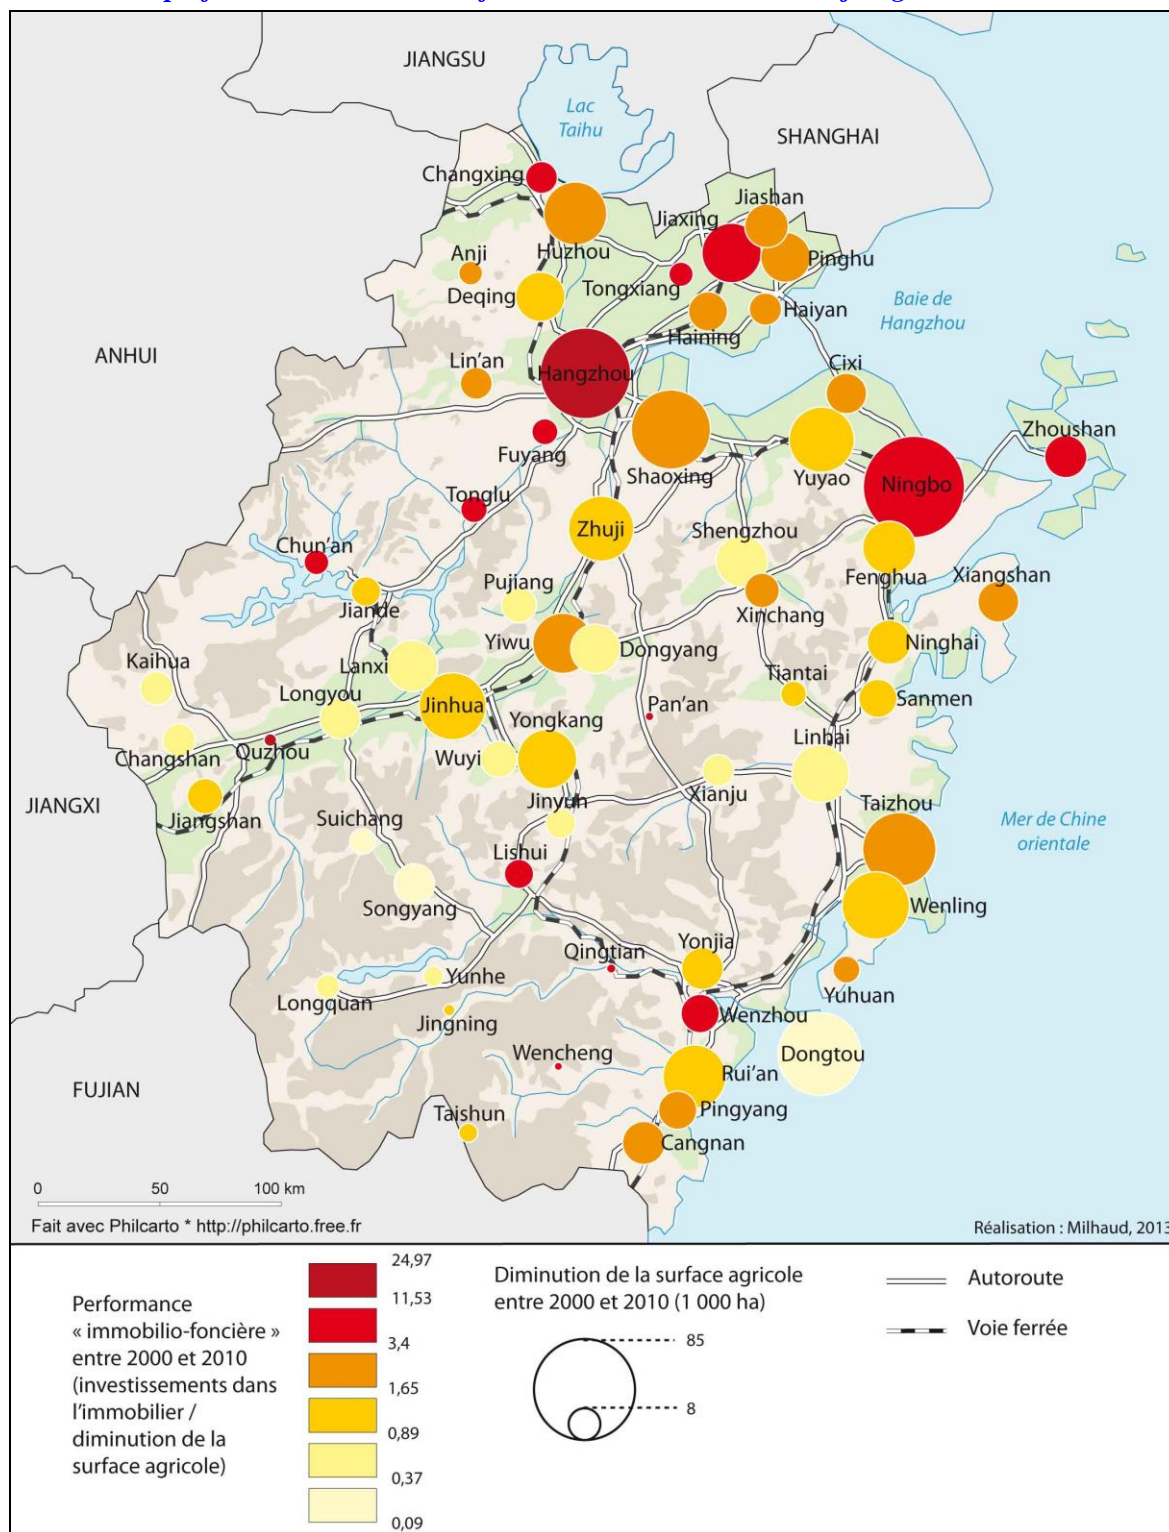 JIANGSU
Lac
Taihu
SHANGHAI
Changxing
Jiashan
Jiaxing
Huzhou
Anji
Pinghu
Deqing
Tongxiang
Haiyan
Baie de
Hangzhou
Haining
ANHUI
Lin'an
Hangzhou
Cixi
Zhoushan
Fuyang
Shaoxing
Yuyao
Ningbo
Tonglu
Zhuji
Shengzhou
Chun'an
Fenghua
Xiangshan
Pujiang
Jiande
Xinchang
Yiwu
Dongyang
Ninghai
Kaihua
Lanxi
Tiantai
Longyou
Jinhua
Pan'an
Sanmen
Yongkang
Linhai
Changshan
Quzhou
Wuyi
Xianju
JIANGXI
Jinyun
Taizhou
Jiangshan
Suichang
Mer de Chine
orientale
Lishui
Songyang
Wenling
Qingtian
Yonjia
Yunhe
Yuhuan
Longquan
Jingning
Wenzhou
Wencheng
Dongtou
FUJIAN
Rui'an
Taishun
Pingyang
Cangnan
0 50 100 km
Fait avec Philcarto * http://philcarto.free.fr
Réalisation : Milhaud, 2013
Performance
« immobilio-foncière »
entre 2000 et 2010
(investissements dans
l'immobilier /
diminution de la
surface agricole)
24,97
11,53
3,4
1,65
0,89
0,37
0,09
Diminution de la surface agricole
entre 2000 et 2010 (1 000 ha)
85
8
Autoroute
Voie ferrée